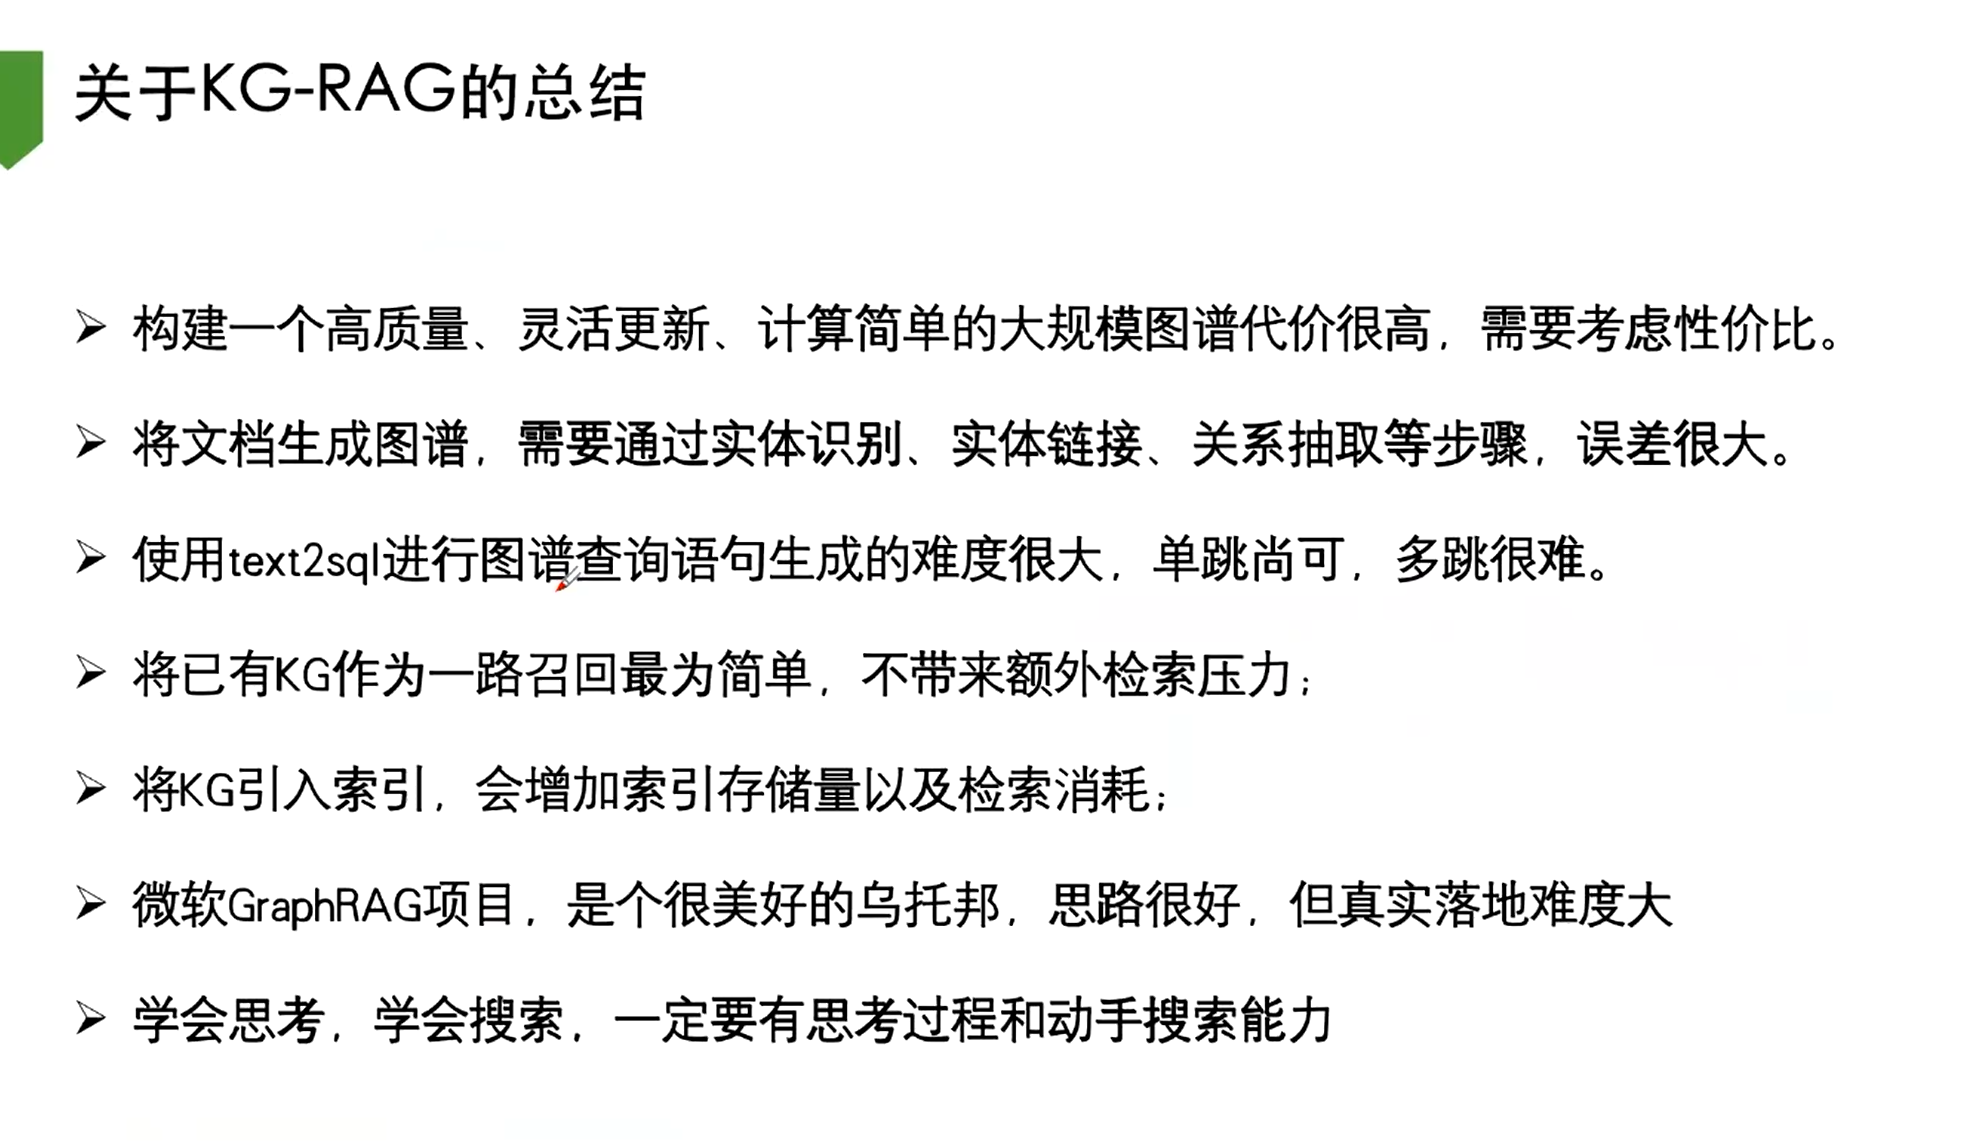 关于KG-RAG的总结
➢ 构建一个高质量、灵活更新、计算简单的大规模图谱代价很高，需要考虑性价比。
➢ 将文档生成图谱，需要通过实体识别、实体链接、关系抽取等步骤，误差很大。
➢ 使用text2sql进行图谱查询语句生成的难度很大，单跳尚可，多跳很难。
➢ 将已有KG作为一路召回最为简单，不带来额外检索压力；
➢ 将KG引入索引，会增加索引存储量以及检索消耗；
➢ 微软GraphRAG项目，是个很美好的乌托邦，思路很好，但真实落地难度大
➢ 学会思考，学会搜索，一定要有思考过程和动手搜索能力